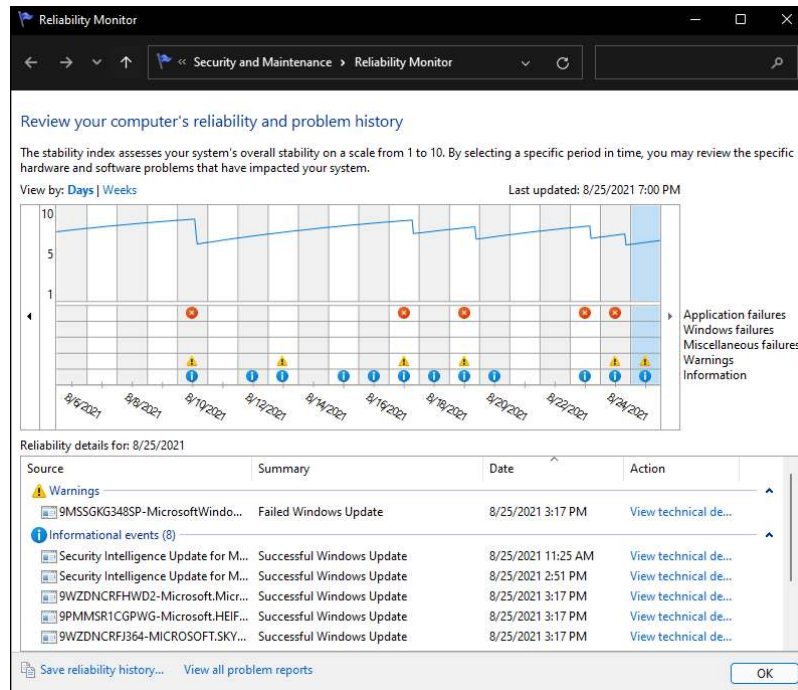 Reliability Monitor
« Security and Maintenance › Reliability Monitor
Review your computer's reliability and problem history
The stability index assesses your system's overall stability on a scale from 1 to 10. By selecting a specific period in time, you may review the specific
hardware and software problems that have impacted your system.
View by: Days | Weeks
Last updated: 8/25/2021 7:00 PM
10
5
1
Application failures
Windows failures
Miscellaneous failures
Warnings
Information
8/6/2021 8/8/2021 8/10/2021 8/12/2021 8/14/2021 8/16/2021 8/18/2021 8/20/2021 8/22/2021 8/24/2021
Reliability details for: 8/25/2021
Source Summary Date Action
Warnings
9MSSGKG348SP-MicrosoftWindo... Failed Windows Update 8/25/2021 3:17 PM View technical de...
Informational events (8)
Security Intelligence Update for M... Successful Windows Update 8/25/2021 11:25 AM View technical de...
Security Intelligence Update for M... Successful Windows Update 8/25/2021 2:51 PM View technical de...
9WZDNCRFHWD2-Microsoft.Micr... Successful Windows Update 8/25/2021 3:17 PM View technical de...
9PMMSR1CGPWG-Microsoft.HEIF... Successful Windows Update 8/25/2021 3:17 PM View technical de...
9WZDNCRFJ364-MICROSOFT.SKY... Successful Windows Update 8/25/2021 3:17 PM View technical de...
Save reliability history... View all problem reports
OK